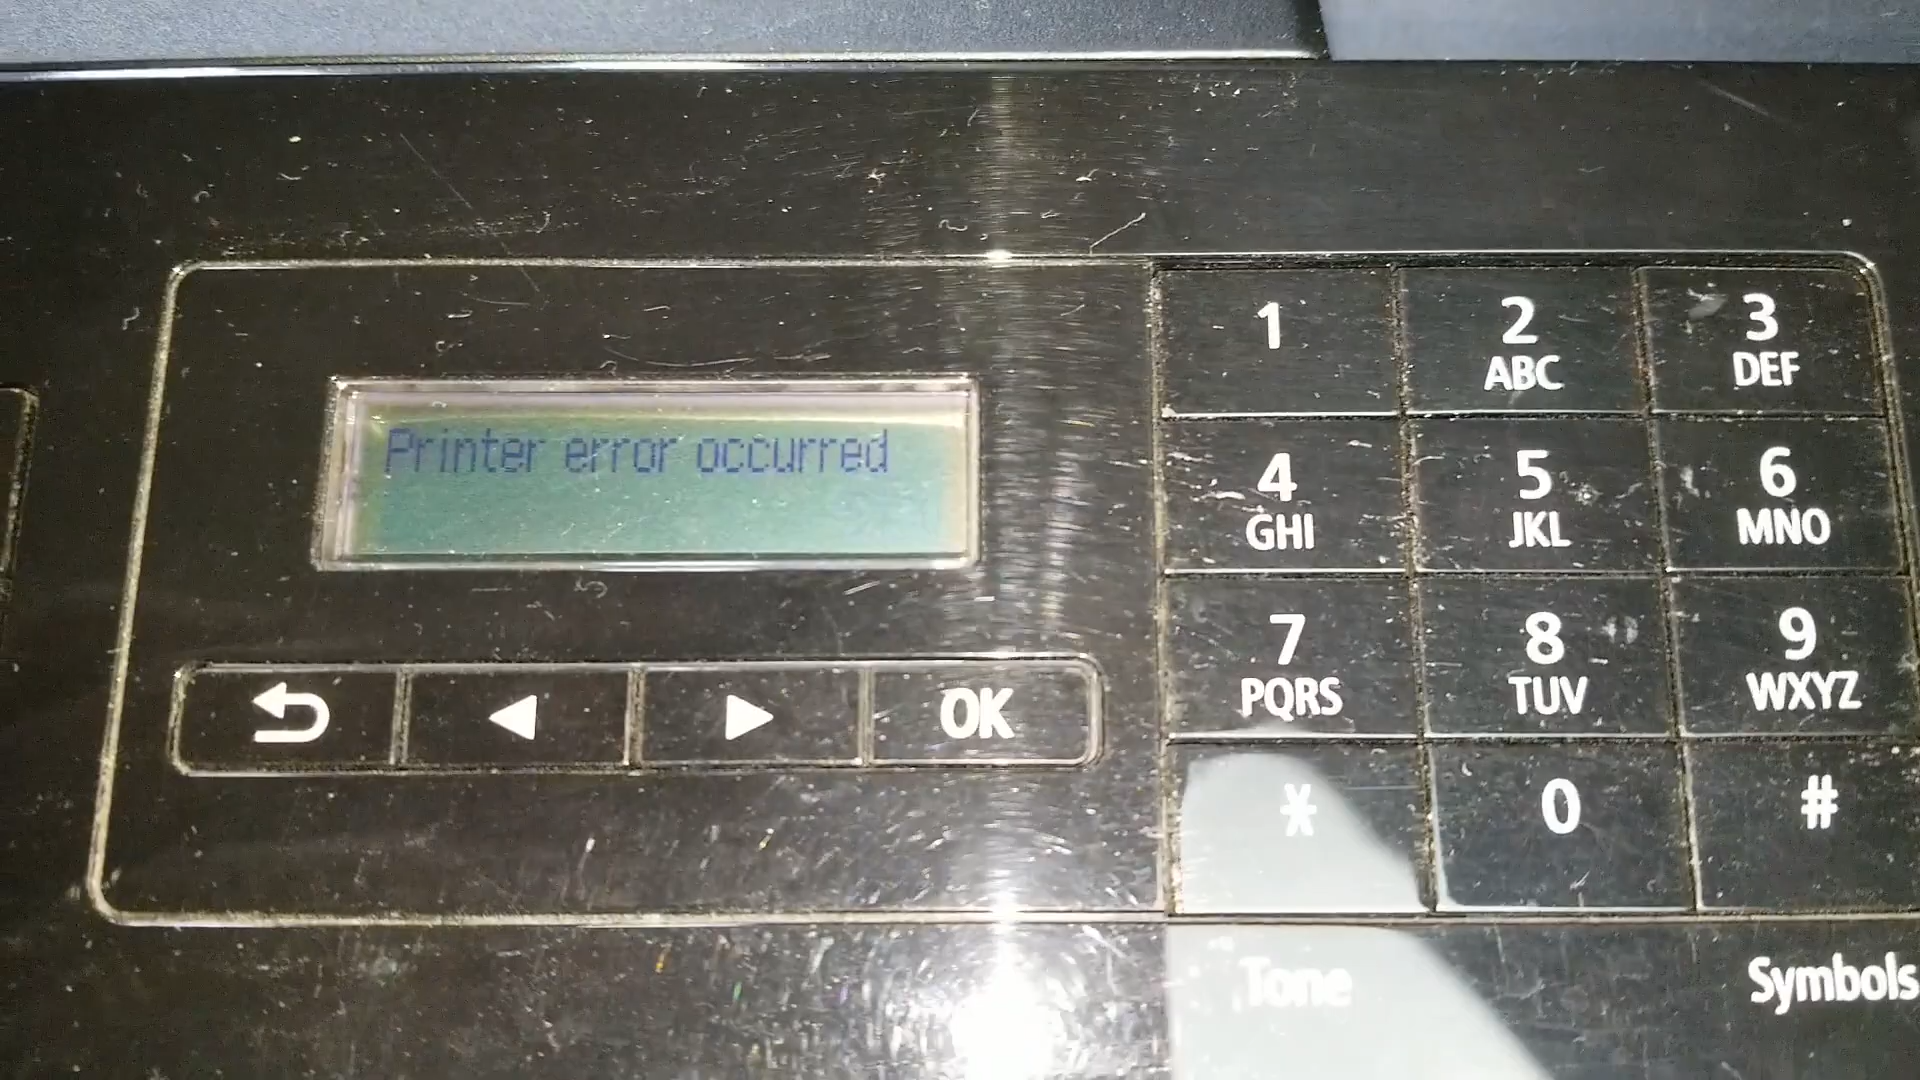 Printer error occurred
1
2
ABC
3
DEF
4
GHI
5
JKL
6
MNO
OK
7
PQRS
8
TUV
9
WXYZ
*
0
#
Tone
Symbols